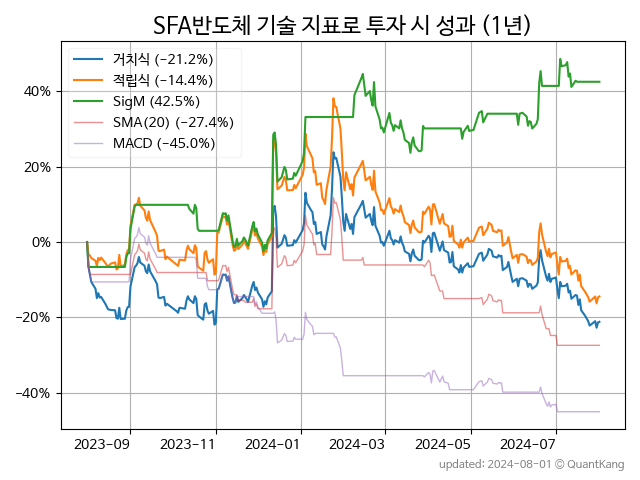 SFA반도체 기술 지표로 투자 시 성과 (1년)
거치식 (−21.2%)
적립식 (−14.4%)
SigM (42.5%)
SMA(20) (−27.4%)
MACD (−45.0%)
40%
20%
0%
−20%
−40%
2023-09 2023-11 2024-01 2024-03 2024-05 2024-07
updated: 2024-08-01 © QuantKang